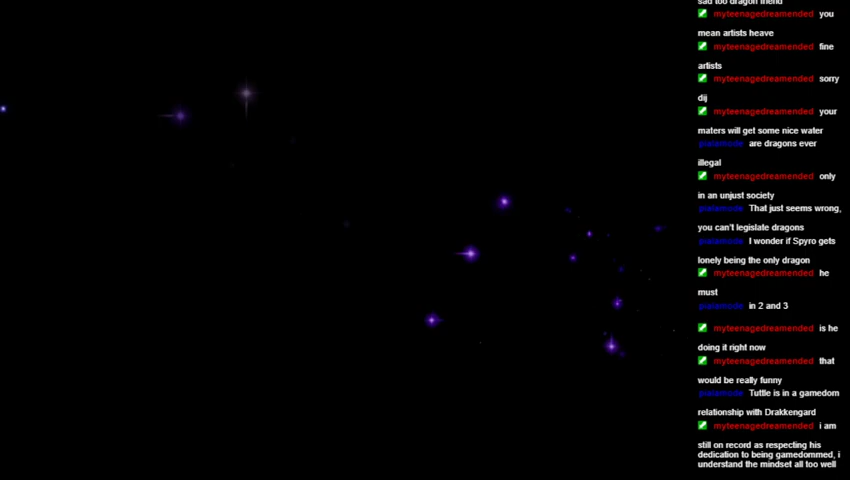 sad too dragon friend
myteenagedreamended you
mean artists heave
myteenagedreamended fine
artists
myteenagedreamended sorry
dij
myteenagedreamended your
maters will get some nice water
pialamode are dragons ever
illegal
myteenagedreamended only
in an unjust society
pialamode That just seems wrong,
you can't legislate dragons
pialamode I wonder if Spyro gets
lonely being the only dragon
myteenagedreamended he
must
pialamode in 2 and 3
myteenagedreamended is he
doing it right now
myteenagedreamended that
would be really funny
pialamode Tuttle is in a gamedom
relationship with Drakkengard
myteenagedreamended i am
still on record as respecting his
dedication to being gamedommed, i
understand the mindset all too well